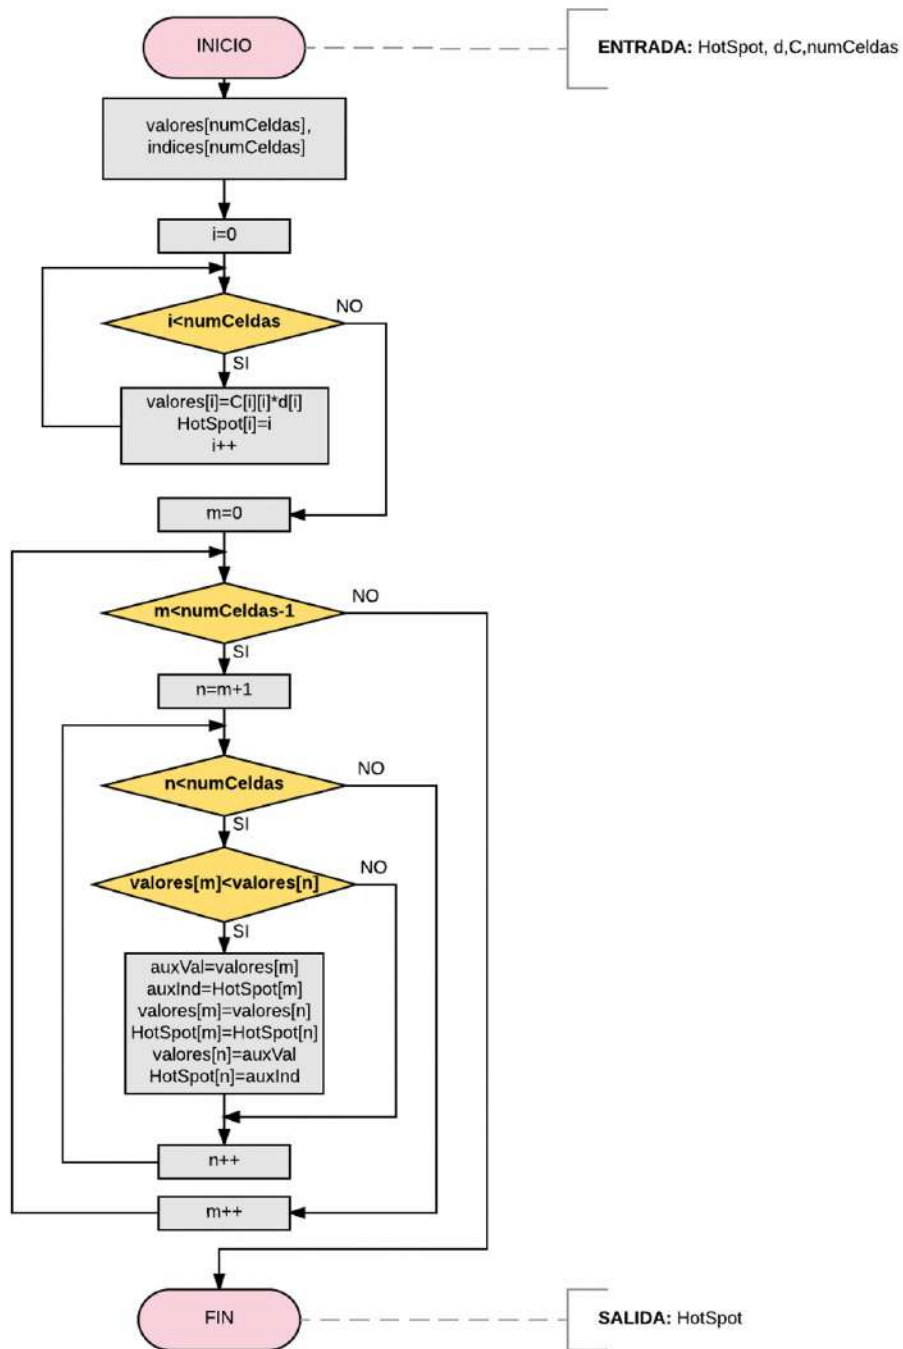 INICIO
ENTRADA: HotSpot, d,C,numCeldas
valores[numCeldas],
indices[numCeldas]
i=0
i<numCeldas
NO
SI
valores[i]=C[i][i]*d[i]
HotSpot[i]=i
i++
m=0
m<numCeldas-1
NO
SI
n=m+1
n<numCeldas
NO
SI
valores[m]<valores[n]
NO
SI
auxVal=valores[m]
auxInd=HotSpot[m]
valores[m]=valores[n]
HotSpot[m]=HotSpot[n]
valores[n]=auxVal
HotSpot[n]=auxInd
n++
m++
FIN
SALIDA: HotSpot